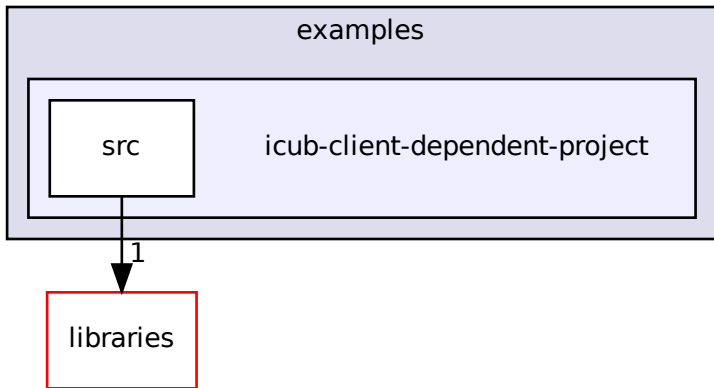 examples
src
icub-client-dependent-project
1
libraries